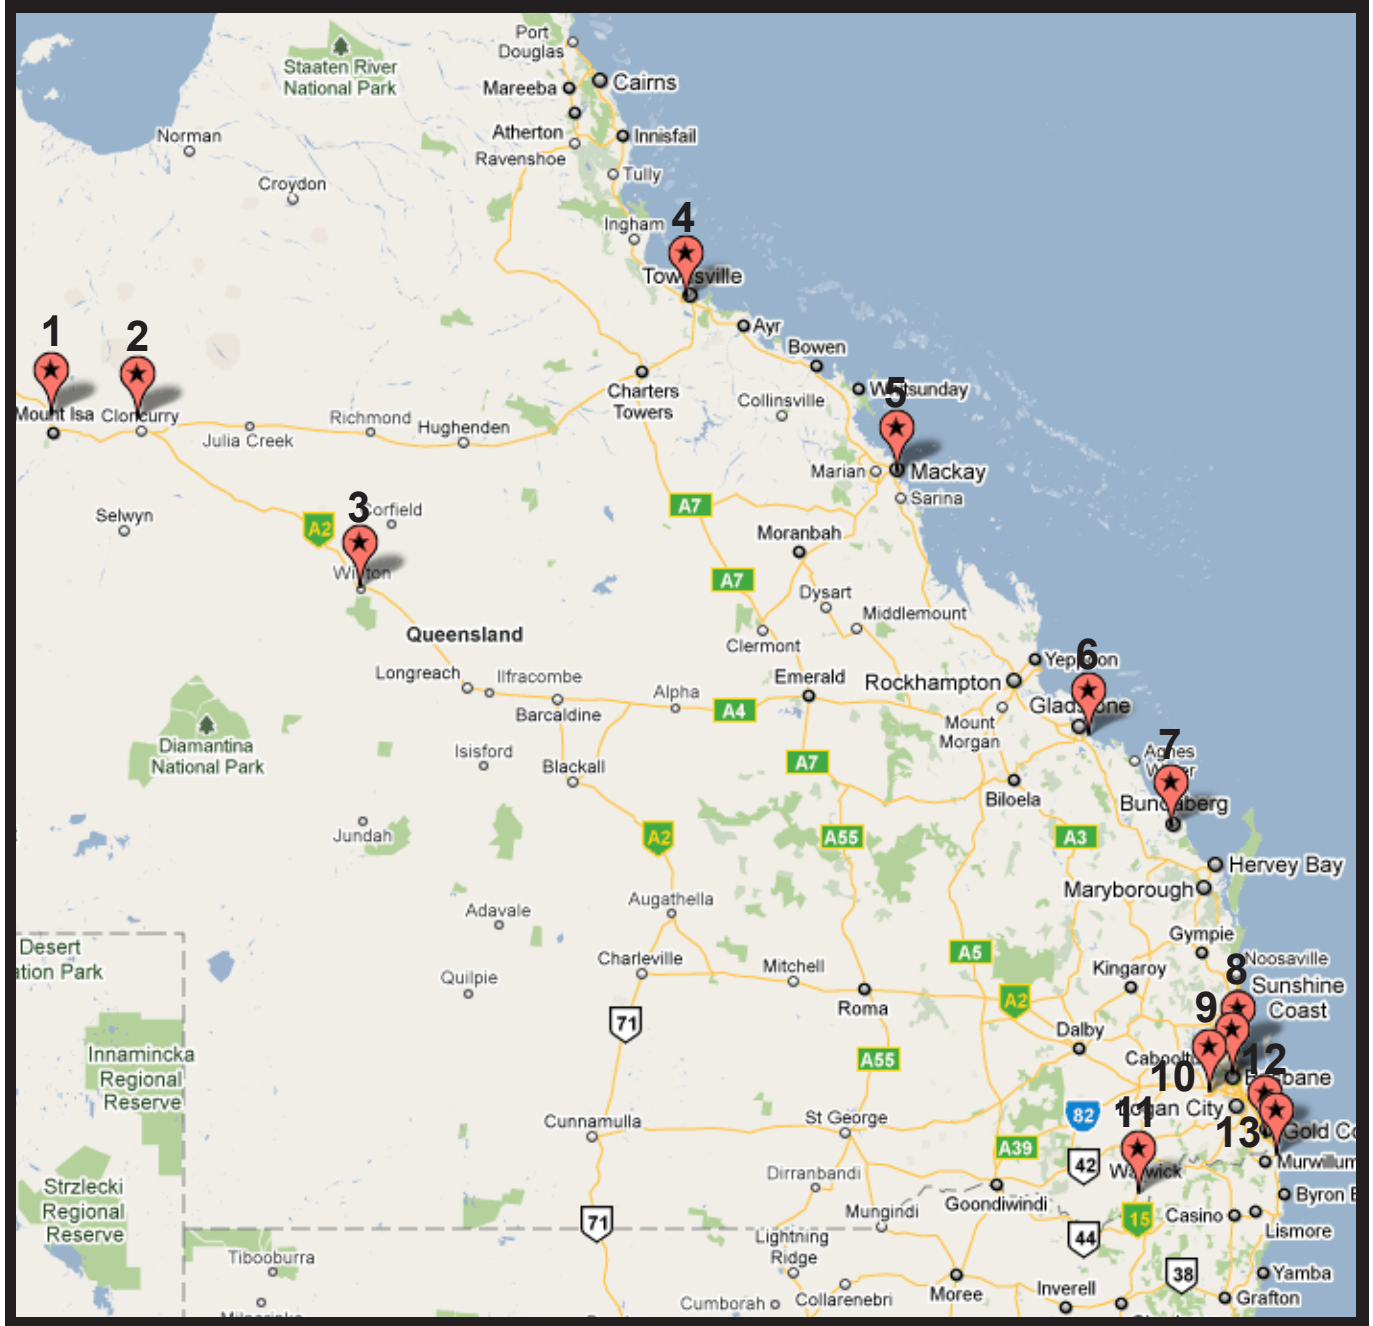 Port
Douglas
Staaten River
National Park
Cairns
Mareeba
Atherton
Innisfail
Norman
Ravenshoe
Tully
Croydon
Ingham
4
Townsville
1
2
Ayr
Bowen
Charters
Towers
Whitsunday
5
Collinsville
Mount Isa
Cloncurry
Richmond
Hughenden
Julia Creek
Marian
Mackay
Sarina
3
Corfield
A7
Selwyn
A2
Moranbah
Winton
A7
Dysart
Middlemount
Queensland
Clermont
6
Yeppoon
Longreach
Ilfracombe
Emerald
Rockhampton
Alpha
Gladstone
Barcaldine
A4
Mount
Morgan
7
Diamantina
National Park
Isisford
Blackall
A7
Agnes
Water
Biloela
Bundaberg
Jundah
A2
A55
A3
Hervey Bay
Maryborough
Augathella
Adavale
Gympie
Desert
ation Park
Charleville
Mitchell
A5
Kingaroy
Noosaville
8
Sunshine
Coast
Quilpie
Roma
A2
9
71
Dalby
Innamincka
Regional
Reserve
A55
Caboolt
12
10
Brisbane
Cunnamulla
St George
82
11
Logan City
13
Gold Co
A39
42
Warwick
Murwillum
Strzlecki
Regional
Reserve
Dirranbandi
Goondiwindi
Byron B
71
Mungindi
15
Casino
Lismore
Lightning
Ridge
44
Tibooburra
38
Yamba
Inverell
Moree
Grafton
Cumborah
Collarenebri